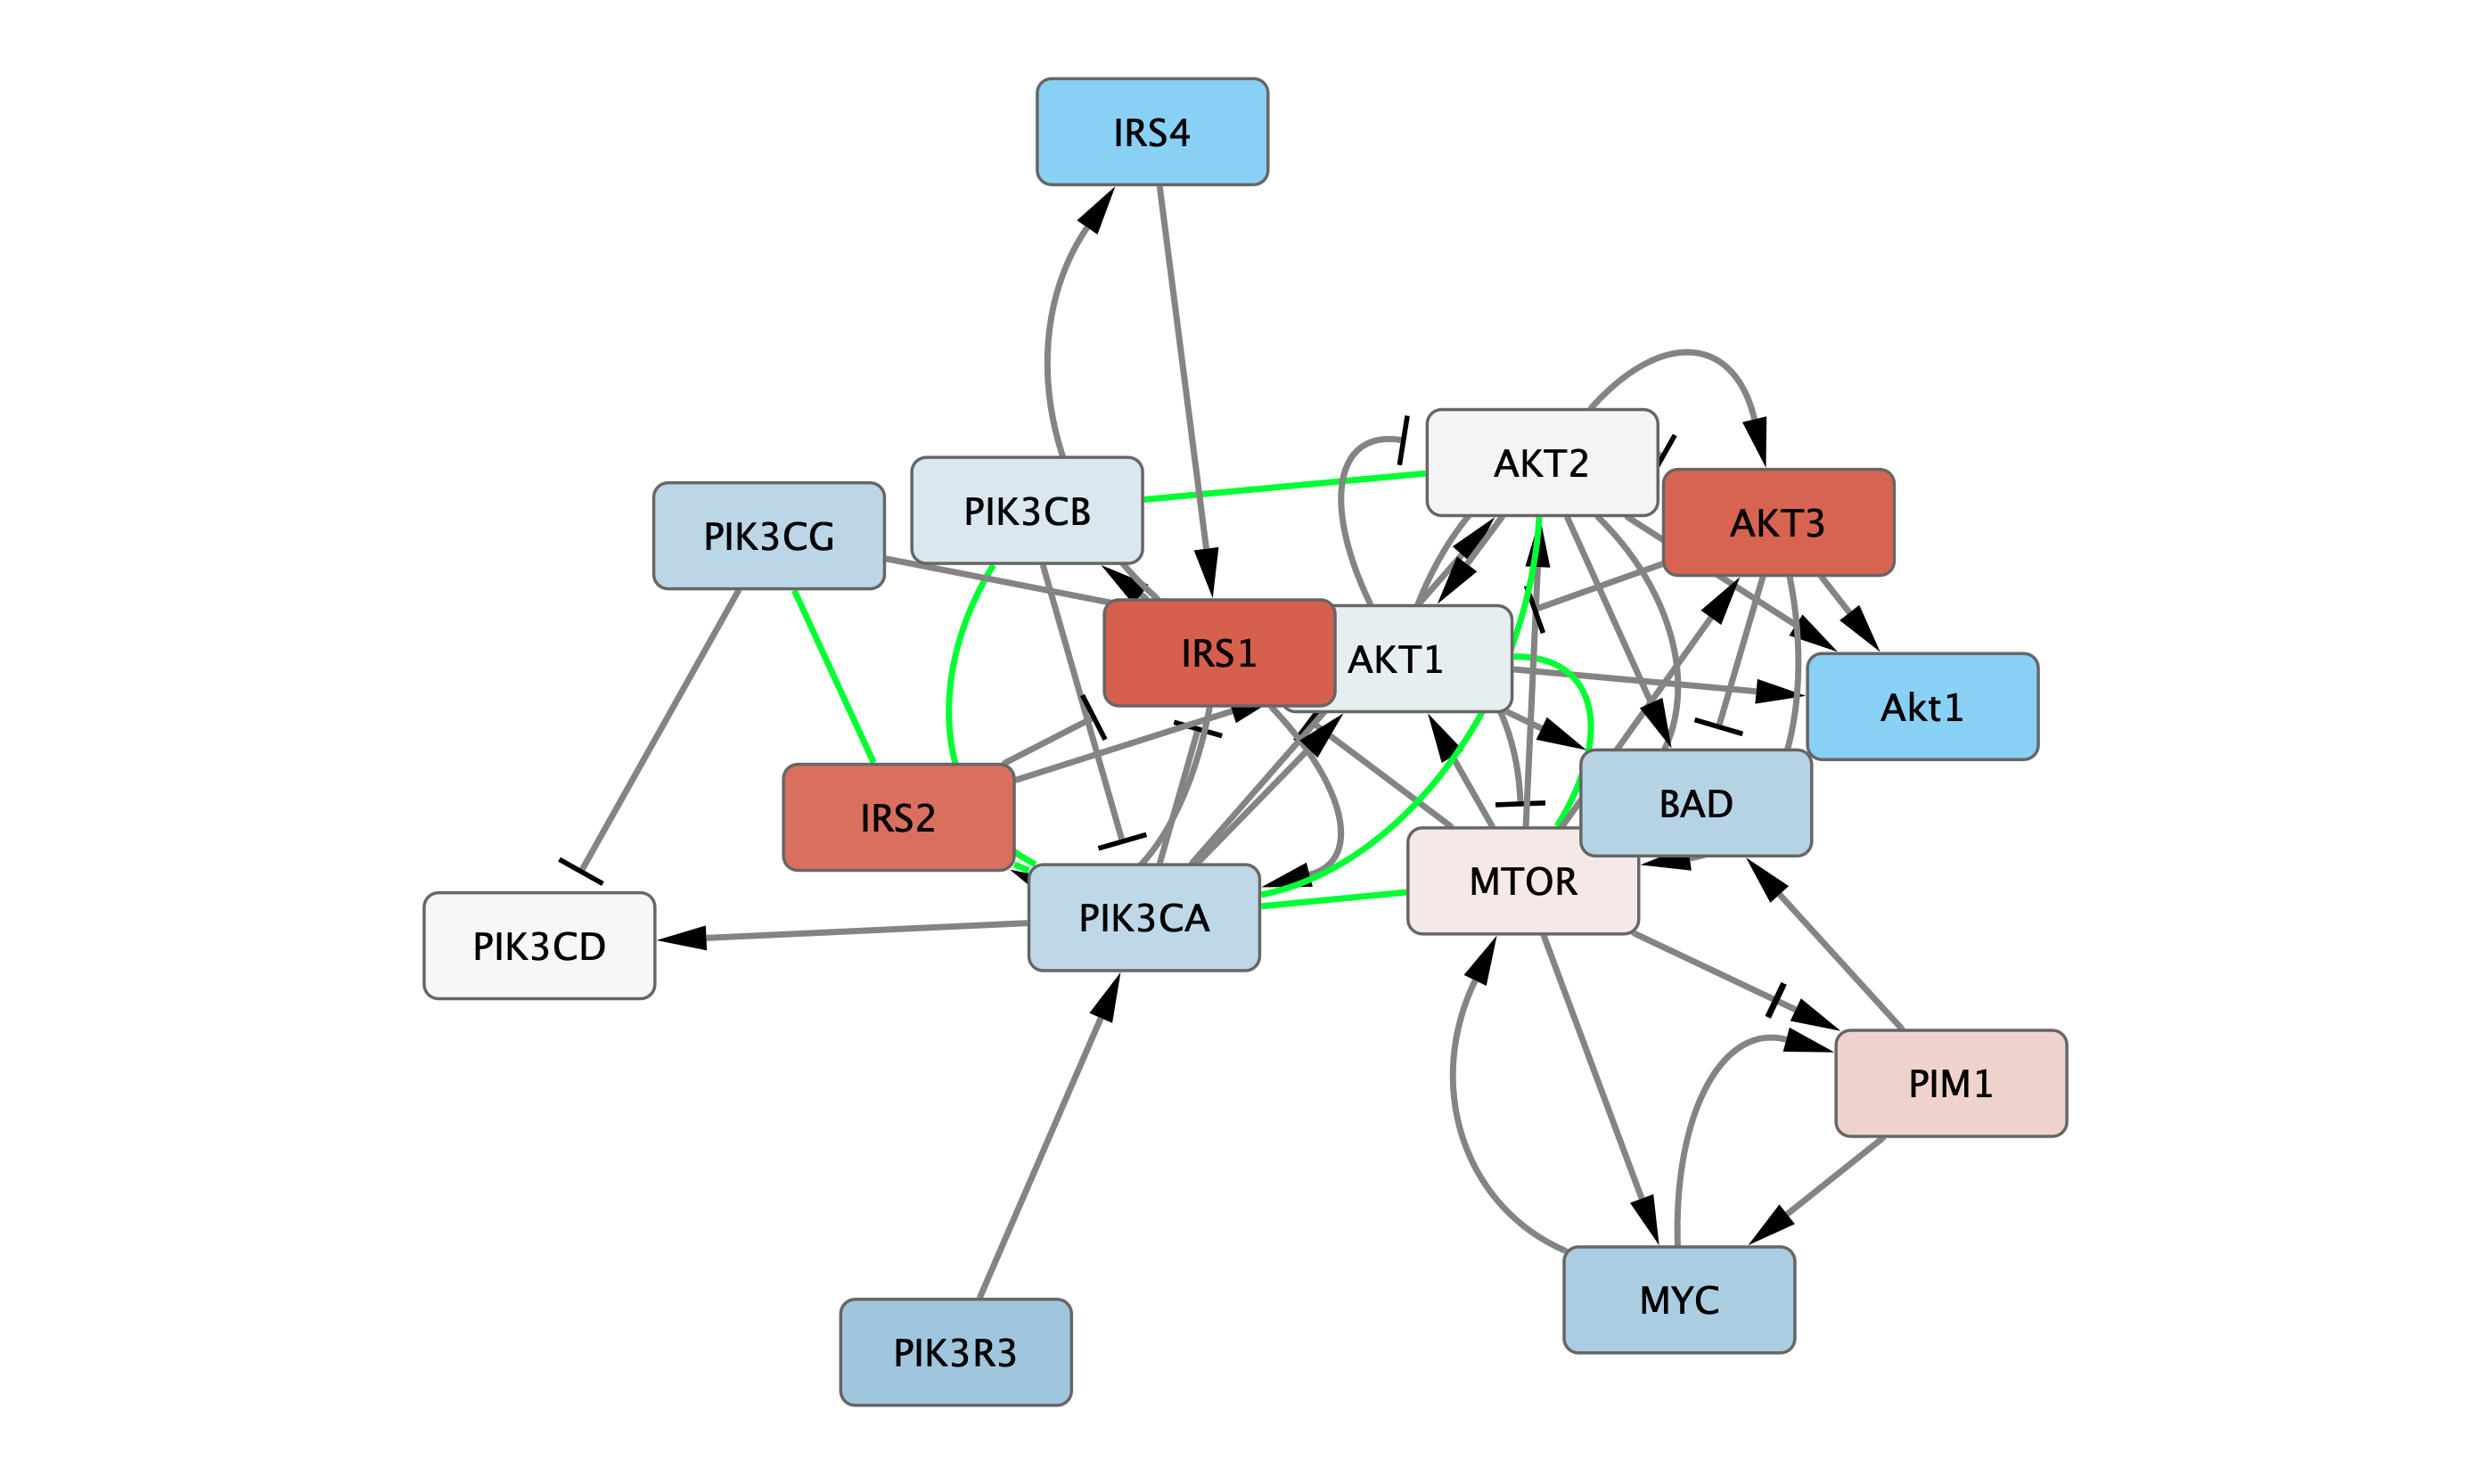 IRS4
AKT2
PIK3CB
AKT3
PIK3CG
IRS1
AKT1
Akt1
BAD
IRS2
MTOR
PIK3CA
PIK3CD
PIM1
MYC
PIK3R3